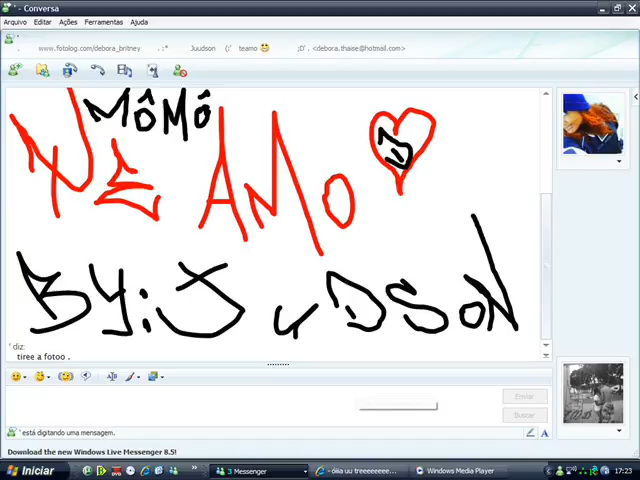 ' - Conversa
Arquivo Editar Ações Ferramentas Ajuda
www.fotolog.com/debora_britney .:* Juudson (;' teamo ;D'. <debora.thaise@hotmail.com>
MÔMÔ
TE AMO D
BY: JuDSON
' diz:
tiree a fotoo .
Enviar
Buscar
' está digitando uma mensagem.
Download the new Windows Live Messenger 8.5!
Iniciar 3 Messenger - óiia uu treeeeeeee... Windows Media Player 17:23